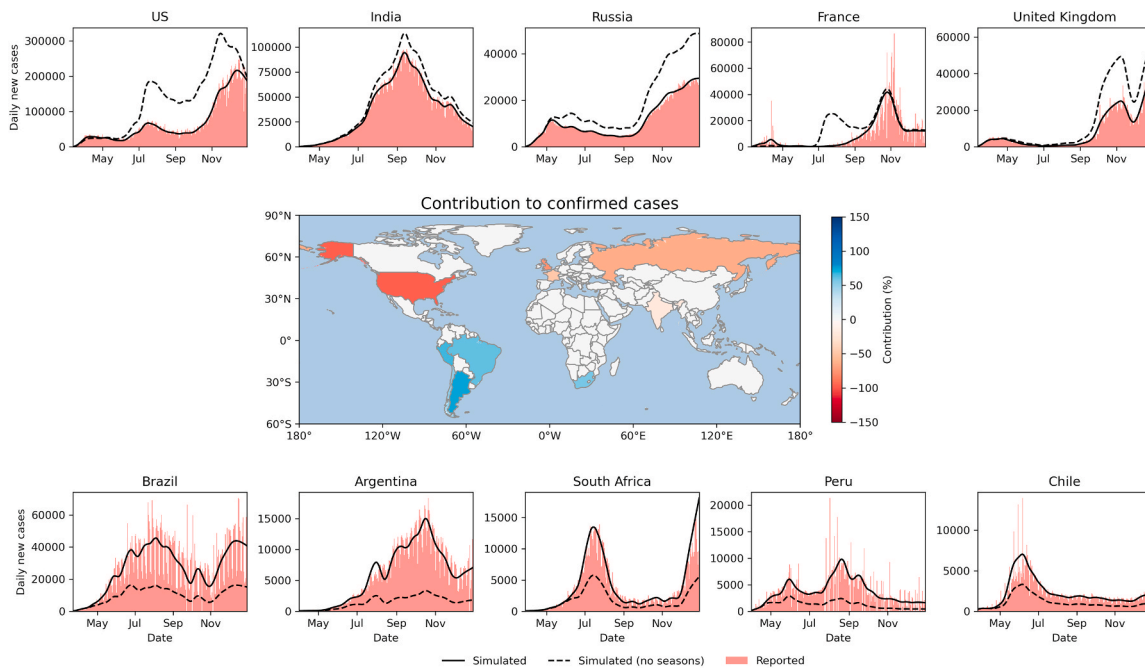 US
India
Russia
France
United Kingdom
Daily new cases
300000
200000
100000
0
May
Jul
Sep
Nov
100000
75000
50000
25000
0
May
Jul
Sep
Nov
40000
20000
0
May
Jul
Sep
Nov
80000
60000
40000
20000
0
May
Jul
Sep
Nov
60000
40000
20000
0
May
Jul
Sep
Nov
Contribution to confirmed cases
90°N
60°N
30°N
0°
30°S
60°S
180°
120°W
60°W
0°W
60°E
120°E
180°
150
100
50
0
−50
−100
−150
Contribution (%)
Brazil
Argentina
South Africa
Peru
Chile
Daily new cases
60000
40000
20000
0
May
Jul
Sep
Nov
Date
15000
10000
5000
0
May
Jul
Sep
Nov
Date
15000
10000
5000
0
May
Jul
Sep
Nov
Date
20000
15000
10000
5000
0
May
Jul
Sep
Nov
Date
10000
5000
0
May
Jul
Sep
Nov
Date
Simulated
Simulated (no seasons)
Reported